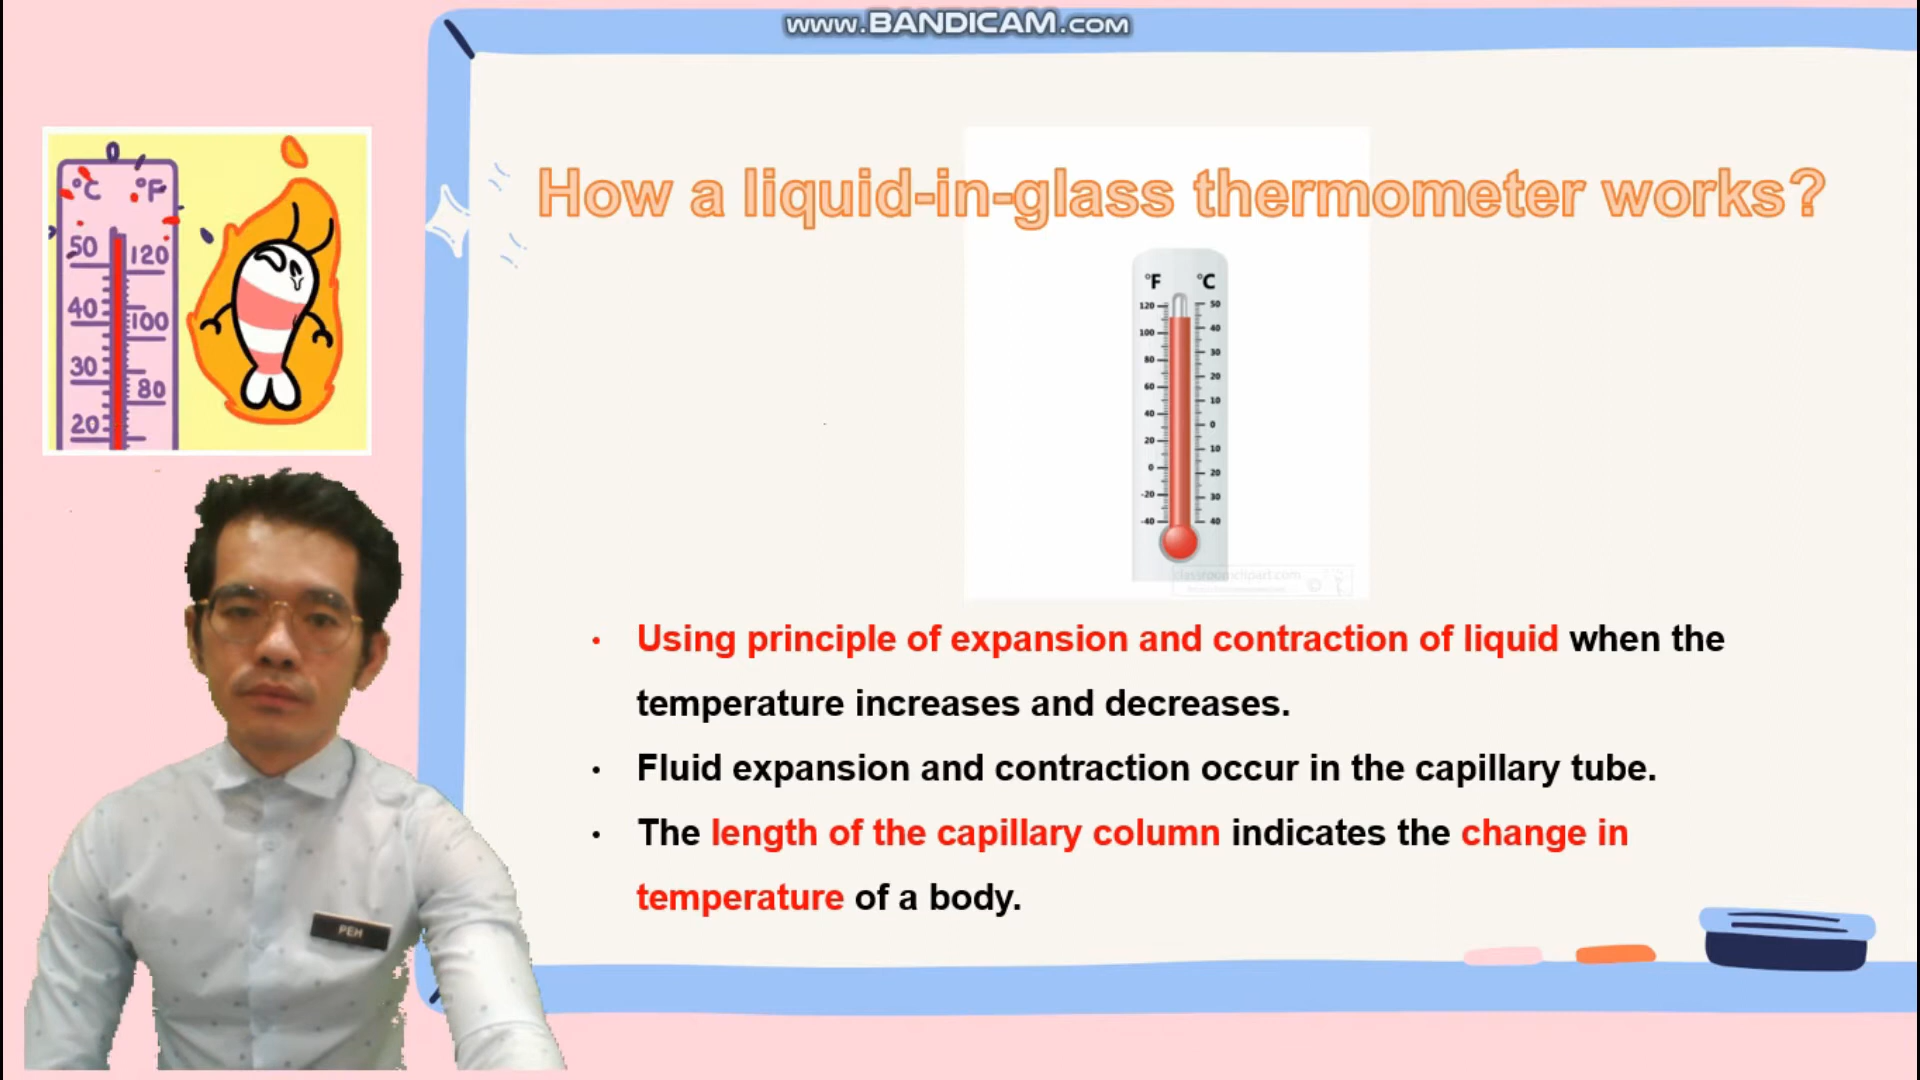 www.BANDICAM.com
How a liquid-in-glass thermometer works?
°C °F
50 120
40 100
30 80
20
°F °C
120 50
100 40
80 30
60 20
40 10
20 0
0 10
-20 20
-40 30
40
classroomclipart.com
• Using principle of expansion and contraction of liquid when the
temperature increases and decreases.
• Fluid expansion and contraction occur in the capillary tube.
• The length of the capillary column indicates the change in
temperature of a body.
PEH